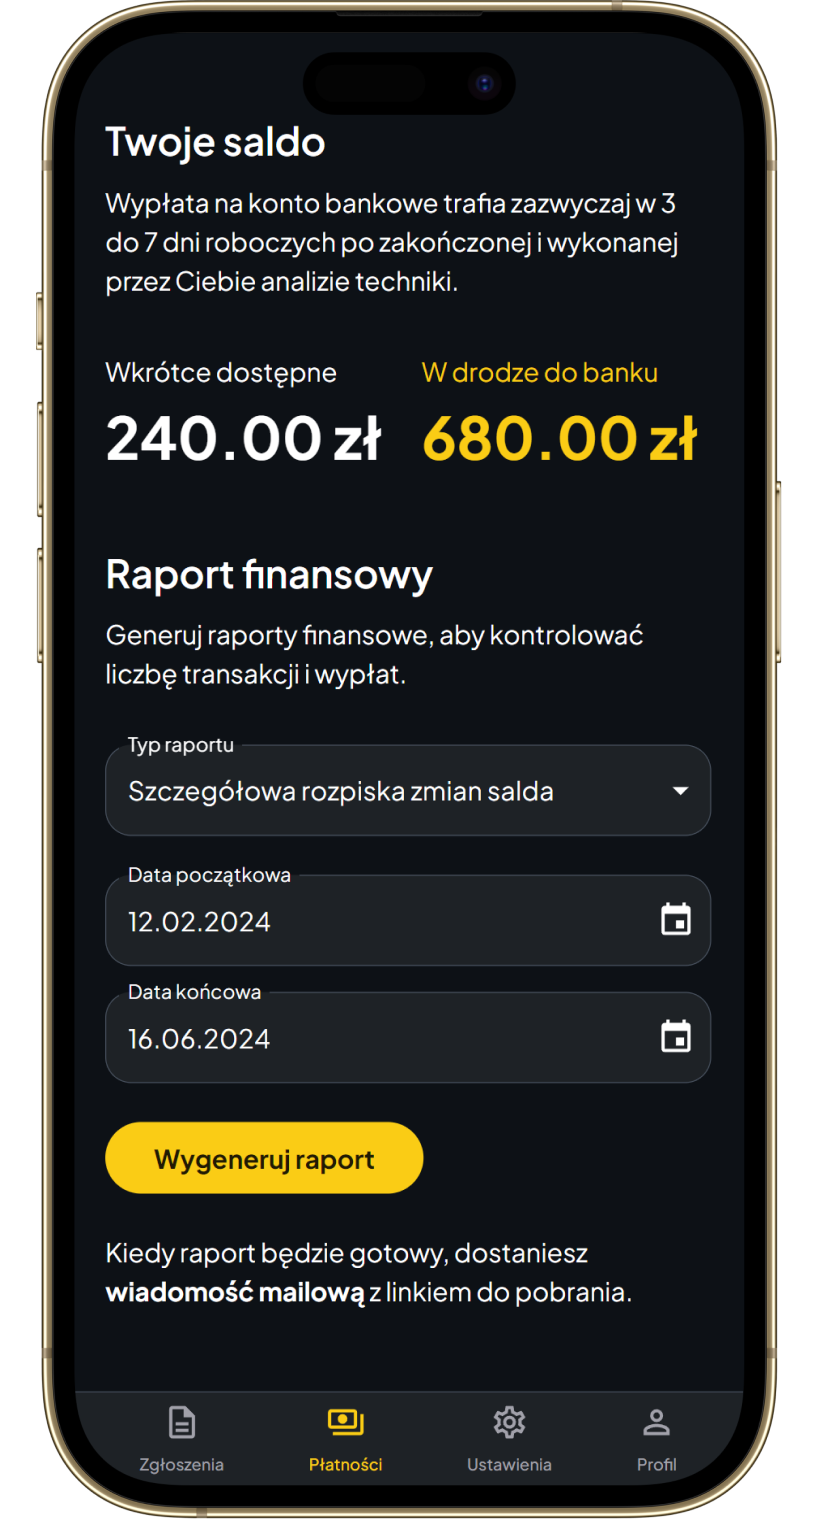 Twoje saldo
Wypłata na konto bankowe trafia zazwyczaj w 3
do 7 dni roboczych po zakończonej i wykonanej
przez Ciebie analizie techniki.
Wkrótce dostępne
240.00 zł
W drodze do banku
680.00 zł
Raport finansowy
Generuj raporty finansowe, aby kontrolować
liczbę transakcji i wypłat.
Typ raportu
Szczegółowa rozpiska zmian salda
Data początkowa
12.02.2024
Data końcowa
16.06.2024
Wygeneruj raport
Kiedy raport będzie gotowy, dostaniesz
wiadomość mailową z linkiem do pobrania.
Zgłoszenia
Płatności
Ustawienia
Profil